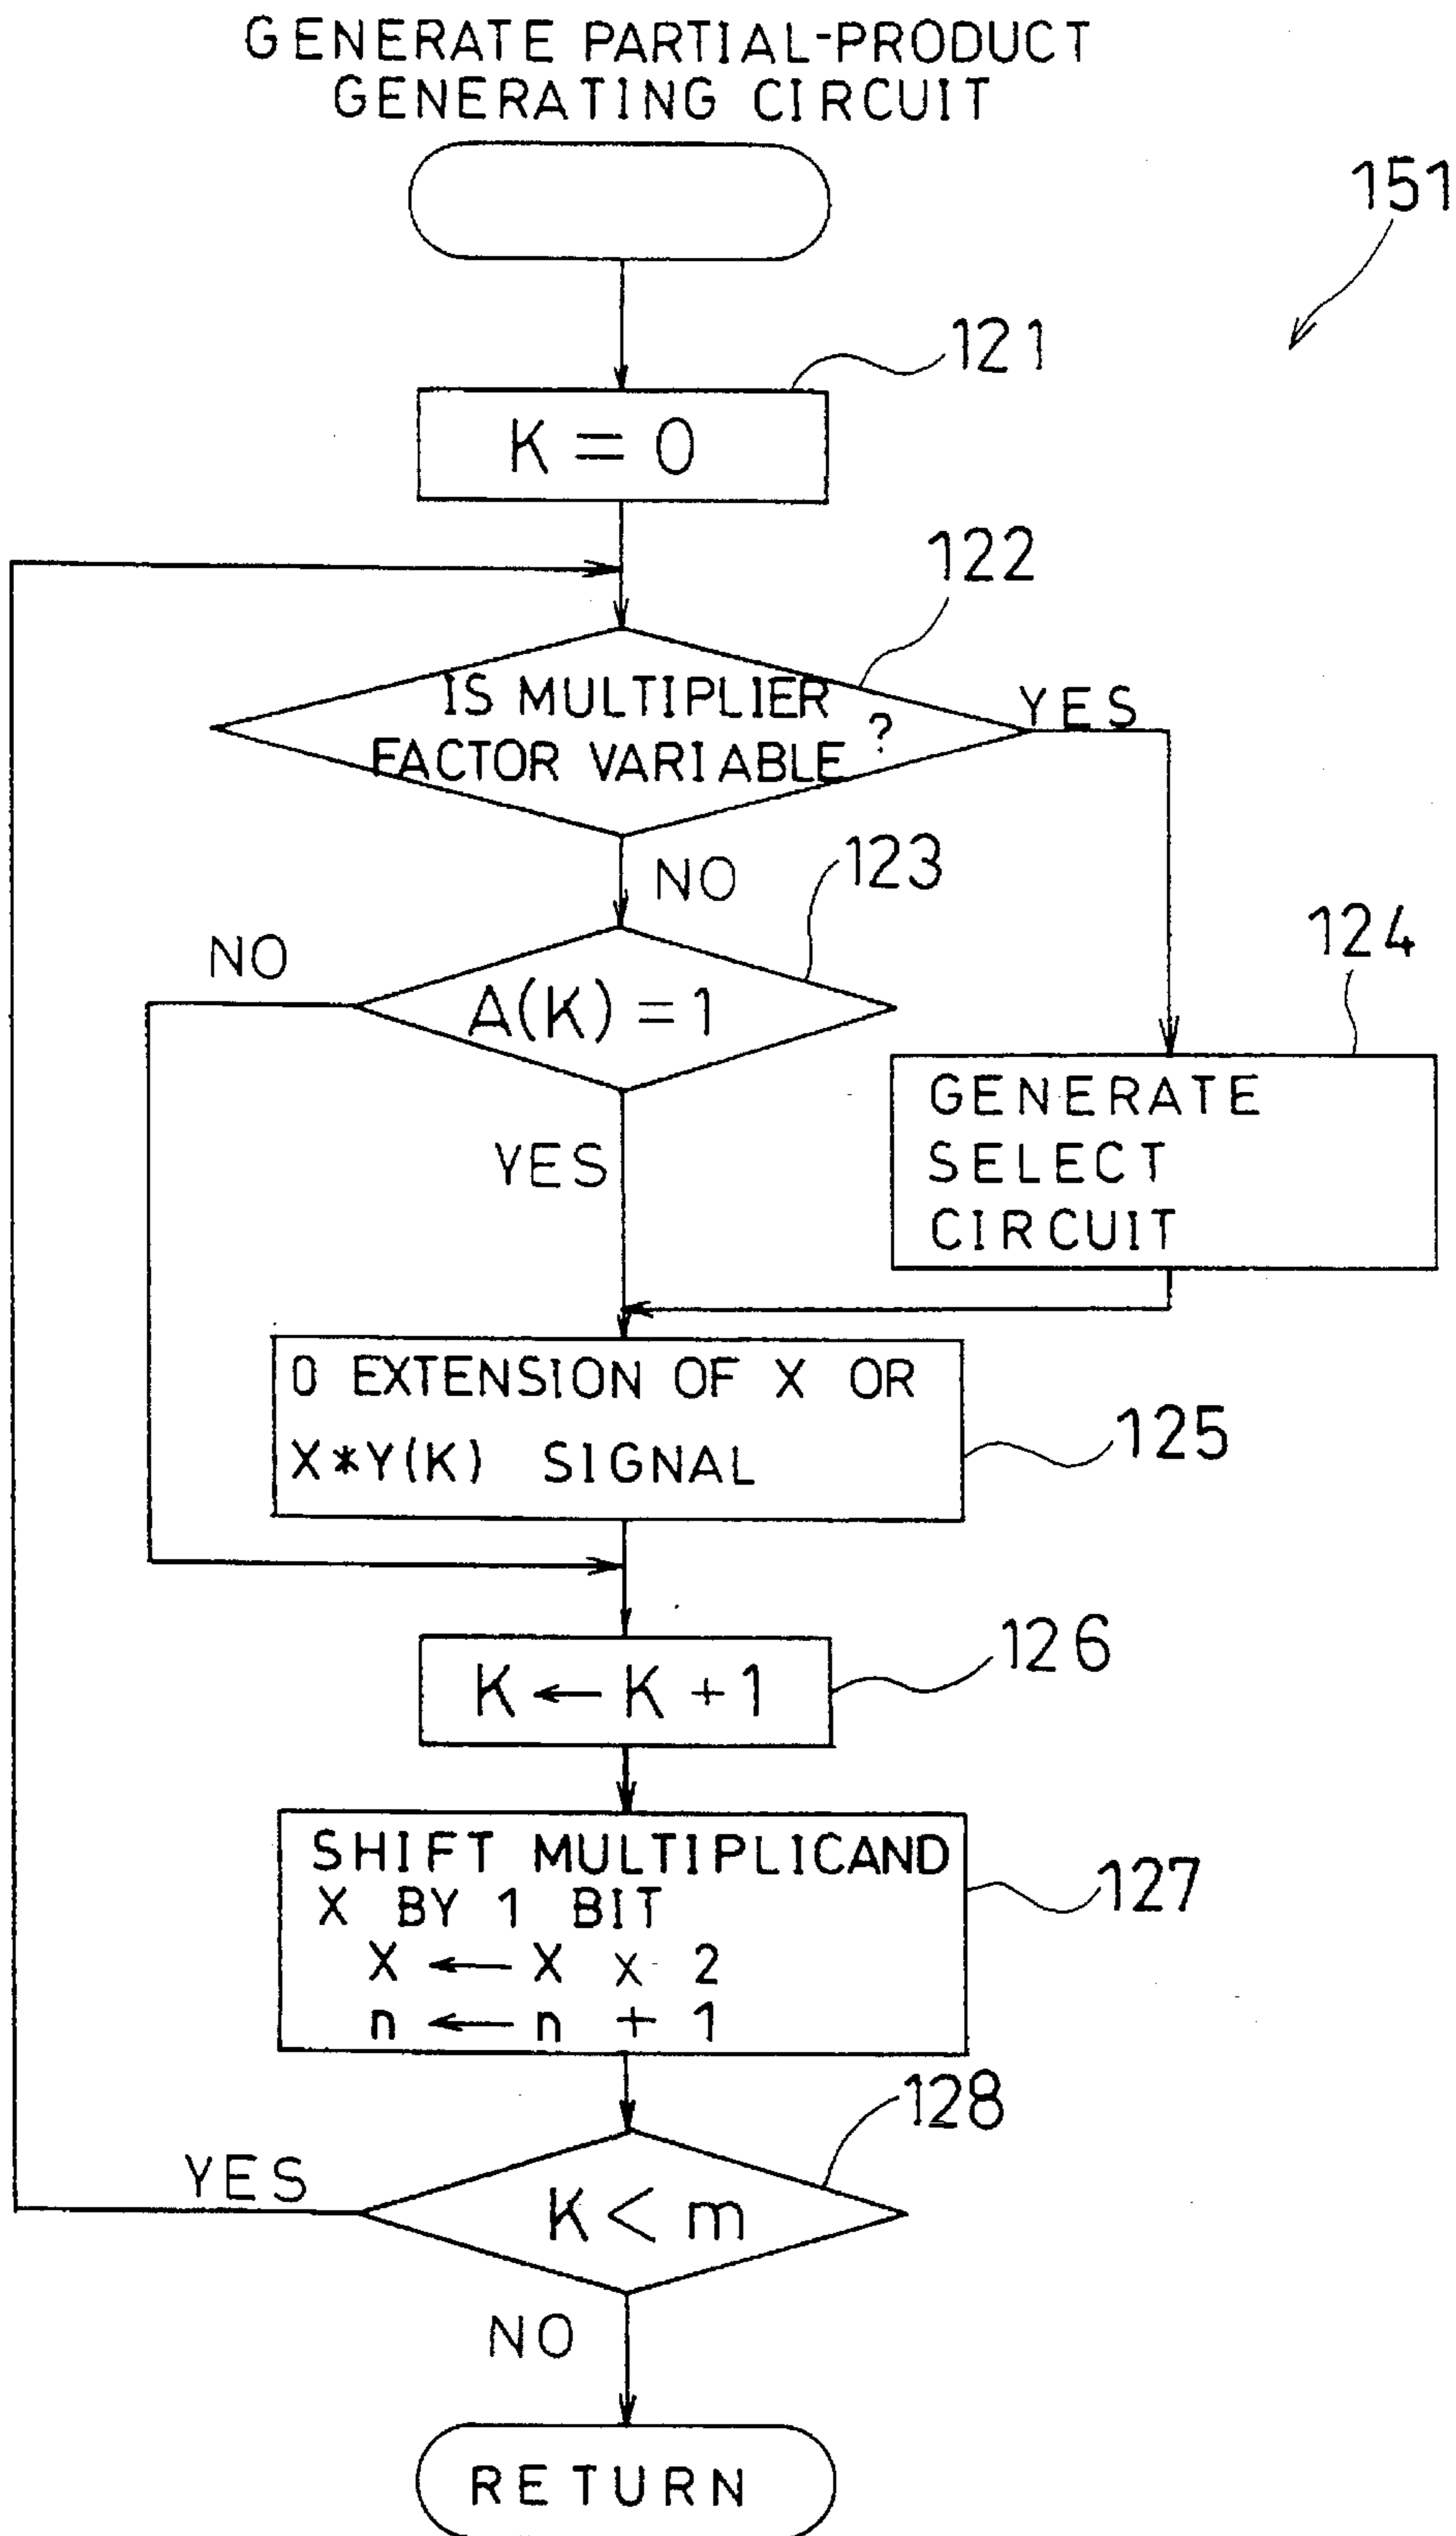 GENERATE PARTIAL-PRODUCT
GENERATING CIRCUIT
151
121
K = 0
122
IS MULTIPLIER
FACTOR VARIABLE ?
YES
NO
123
NO
A(K) = 1
124
YES
GENERATE
SELECT
CIRCUIT
0 EXTENSION OF X OR
X*Y(K) SIGNAL
125
126
K ← K + 1
127
SHIFT MULTIPLICAND
X BY 1 BIT
X ← X x 2
n ← n + 1
128
YES
K < m
NO
RETURN